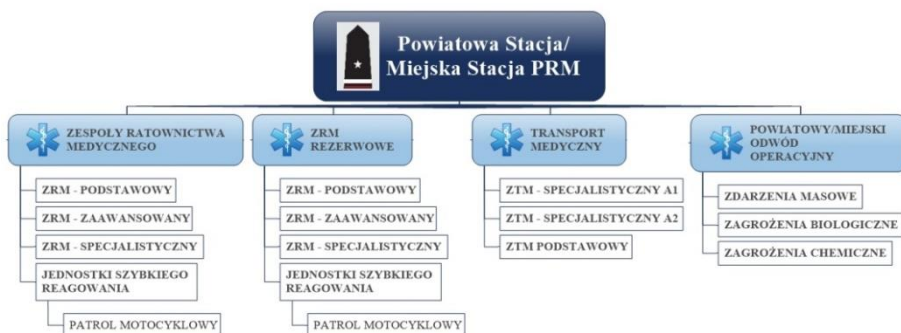 Powiatowa Stacja/
Miejska Stacja PRM
ZESPOŁY RATOWNICTWA
MEDYCZNEGO
ZRM - PODSTAWOWY
ZRM - ZAAWANSOWANY
ZRM - SPECJALISTYCZNY
JEDNOSTKI SZYBKIEGO
REAGOWANIA
PATROL MOTOCYKLOWY
ZRM
REZERWOWE
ZRM - PODSTAWOWY
ZRM - ZAAWANSOWANY
ZRM - SPECJALISTYCZNY
JEDNOSTKI SZYBKIEGO
REAGOWANIA
PATROL MOTOCYKLOWY
TRANSPORT
MEDYCZNY
ZTM - SPECJALISTYCZNY A1
ZTM - SPECJALISTYCZNY A2
ZTM PODSTAWOWY
POWIATOWY/MIEJSKI
ODWÓD
OPERACYJNY
ZDARZENIA MASOWE
ZAGROŻENIA BIOLOGICZNE
ZAGROŻENIA CHEMICZNE